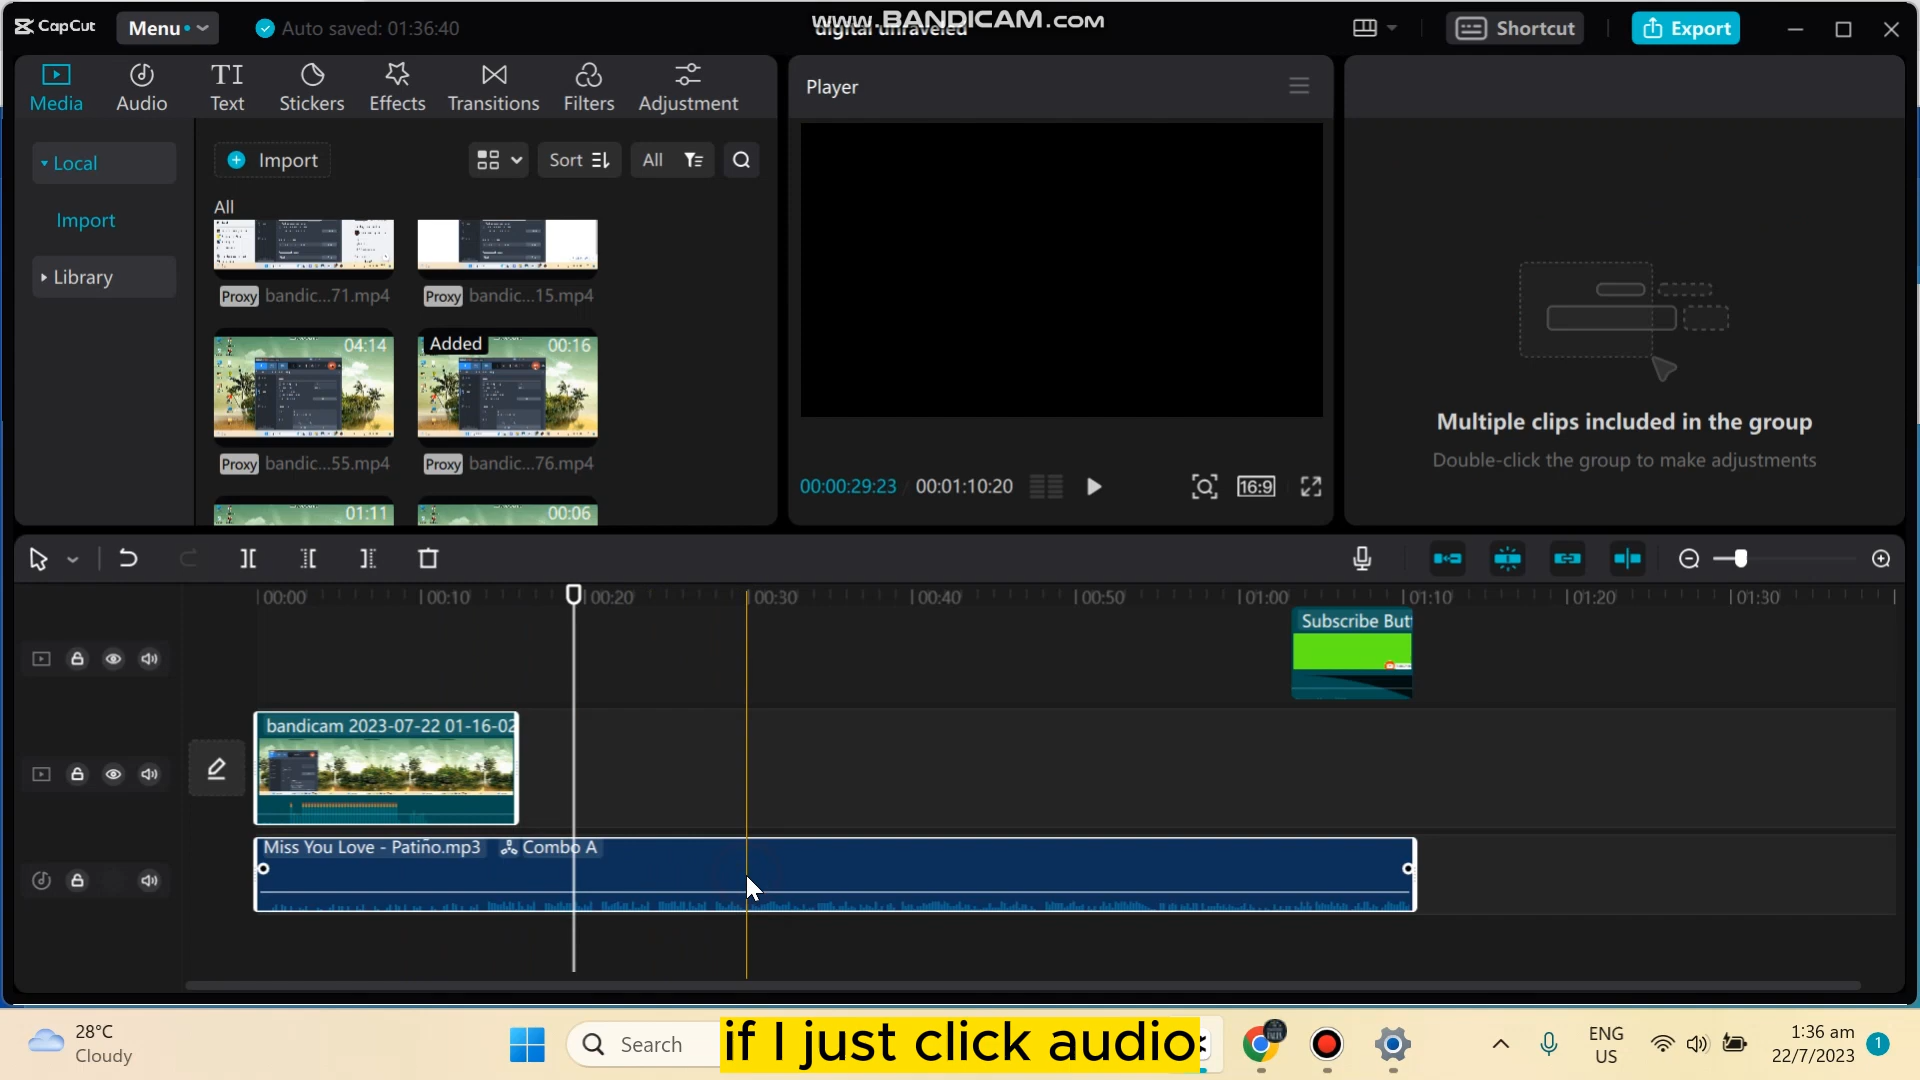 CapCut
Menu
Auto saved: 01:36:40
www.BANDICAM.com
digital unraveled
Shortcut
Export
Media
Audio
TI
Text
Stickers
Effects
Transitions
Filters
Adjustment
Player
Local
Import
Library
Import
Sort
All
All
Proxy bandic...71.mp4
Proxy bandic...15.mp4
04:14
Added
00:16
Proxy bandic...55.mp4
Proxy bandic...76.mp4
01:11
00:06
00:00:29:23 / 00:01:10:20
16:9
Multiple clips included in the group
Double-click the group to make adjustments
00:00
00:10
00:20
00:30
00:40
00:50
01:00
01:10
01:20
01:30
Subscribe But
bandicam 2023-07-22 01-16-02
Miss You Love - Patiño.mp3
Combo A
28°C
Cloudy
Search
if I just click audio
ENG
US
1:36 am
22/7/2023
1